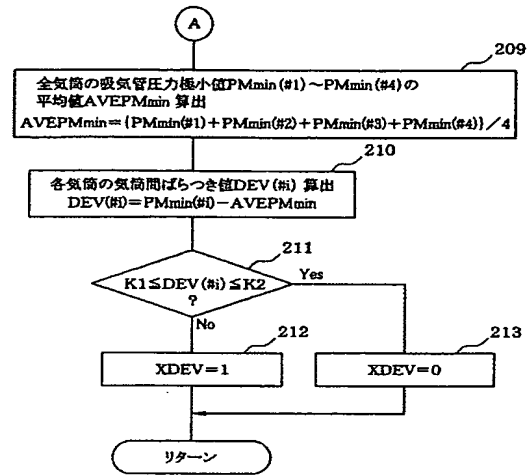 A
209
全気筒の吸気管圧力極小値PMmin(#1)～PMmin(#4)の
平均値AVEPMmin 算出
AVEPMmin={PMmin(#1)+PMmin(#2)+PMmin(#3)+PMmin(#4)}/4
210
各気筒の気筒間ばらつき値DEV(#i) 算出
DEV(#i)=PMmin(#i)-AVEPMmin
211
K1≦DEV(#i)≦K2
?
Yes
No
212
213
XDEV=1
XDEV=0
リターン